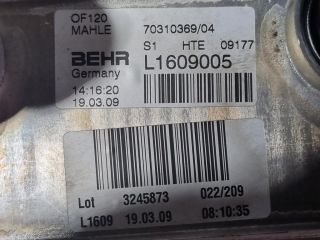 OF120
MAHLE 70310369/04
S1 HTE 09177
BEHR L1609005
Germany
14:16:20
19.03.09
Lot 3245873 022/209
L1609 19.03.09 08:10:35